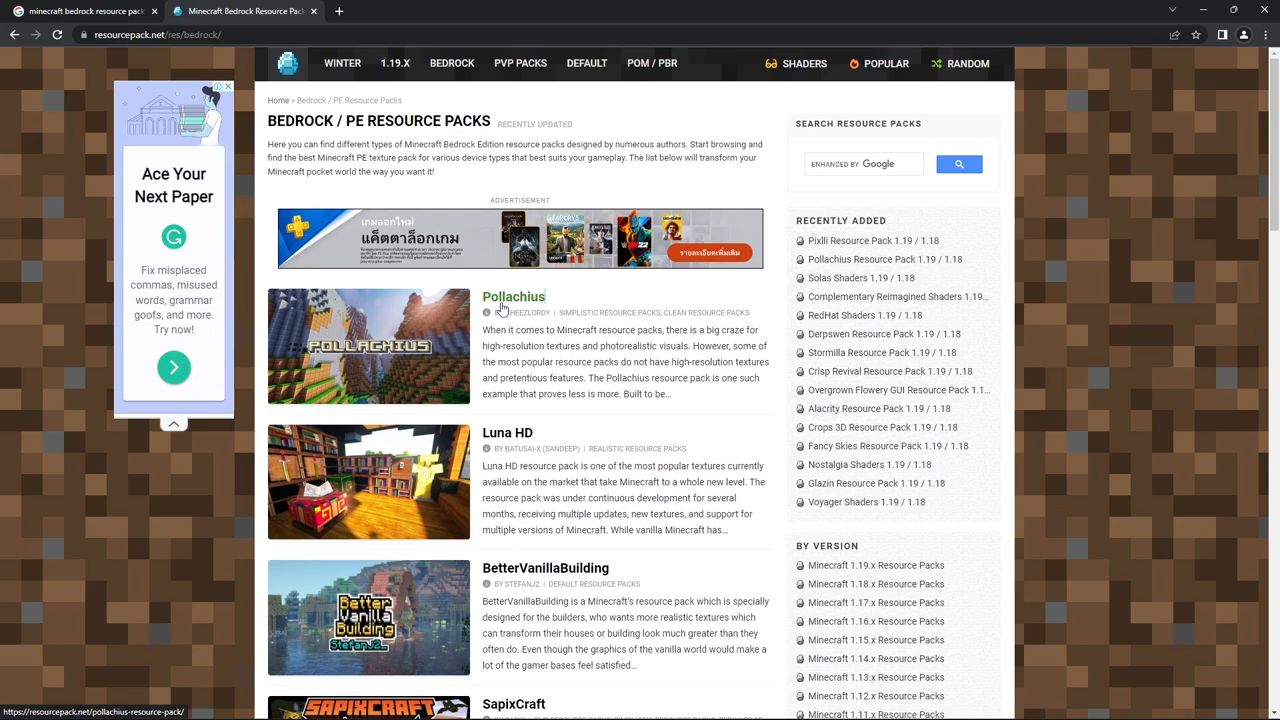 minecraft bedrock resource packs
Minecraft Bedrock Resource Pac
resourcepack.net/res/bedrock/
WINTER
1.19.X
BEDROCK
PVP PACKS
DEFAULT
POM / PBR
SHADERS
POPULAR
RANDOM
Ace Your
Next Paper
Fix misplaced
commas, misused
words, grammar
goofs, and more.
Try now!
Home » Bedrock / PE Resource Packs
BEDROCK / PE RESOURCE PACKS RECENTLY UPDATED
Here you can find different types of Minecraft Bedrock Edition resource packs designed by numerous authors. Start browsing and
find the best Minecraft PE texture pack for various device types that best suits your gameplay. The list below will transform your
Minecraft pocket world the way you want it!
ADVERTISEMENT
เกมออกใหม่
แค็ตตาล็อกเกม
FARCRY6
22
รายละเอียดเพิ่มเติม
POLLACHIUS
Pollachius
HEEZLORDY | SIMPLISTIC RESOURCE PACKS, CLEAN RESOURCE PACKS
When it comes to Minecraft resource packs, there is a big craze for
high-resolution textures and photorealistic visuals. However, some of
the most popular resource packs do not have high-resolution textures
and pretentious features. The Pollachius resource pack is one such
example that proves less is more. Built to be…
Luna HD
BY BATUSAI-X (SANDEEP) | REALISTIC RESOURCE PACKS
Luna HD resource pack is one of the most popular textures currently
available on the market that take Minecraft to a whole new level. The
resource pack was under continuous development for several
months, receiving multiple updates, new textures, and support for
multiple versions of Minecraft. While vanilla Minecraft has…
Better
Vanilla
Building
StefanJ2
BetterVanillaBuilding
BY STEFANJ2 | DEFAULT RESOURCE PACKS
BetterVanillaBuilding is a Minecraft's resource pack which is specially
designed for the builders, who wants more realistic textures which
can transform their houses or building look much greater than they
often do. Even though the graphics of the vanilla world would make a
lot of the gamer bases feel satisfied…
SAPIXCRAFT
SapixCraft
SEARCH RESOURCE PACKS
ENHANCED BY Google
RECENTLY ADDED
Pixlli Resource Pack 1.19 / 1.18
Pollachius Resource Pack 1.19 / 1.18
Solas Shaders 1.19 / 1.18
Complementary Reimagined Shaders 1.19…
RedHat Shaders 1.19 / 1.18
Derpswen Resource Pack 1.19 / 1.18
Stormilla Resource Pack 1.19 / 1.18
Crisp Revival Resource Pack 1.19 / 1.18
Overgrown Flowery GUI Resource Pack 1.1…
Alacrity Resource Pack 1.19 / 1.18
Crops 3D Resource Pack 1.19 / 1.18
Fancy Skies Resource Pack 1.19 / 1.18
Nostalgia Shaders 1.19 / 1.18
Glazin Resource Pack 1.19 / 1.18
Voyager Shaders 1.19 / 1.18
BY VERSION
Minecraft 1.19.x Resource Packs
Minecraft 1.18.x Resource Packs
Minecraft 1.17.x Resource Packs
Minecraft 1.16.x Resource Packs
Minecraft 1.15.x Resource Packs
Minecraft 1.14.x Resource Packs
Minecraft 1.13.x Resource Packs
Minecraft 1.12.x Resource Packs
Minecraft 1.11.x Resource Packs
https://resourcepack.net/pollachius-resource-pack/